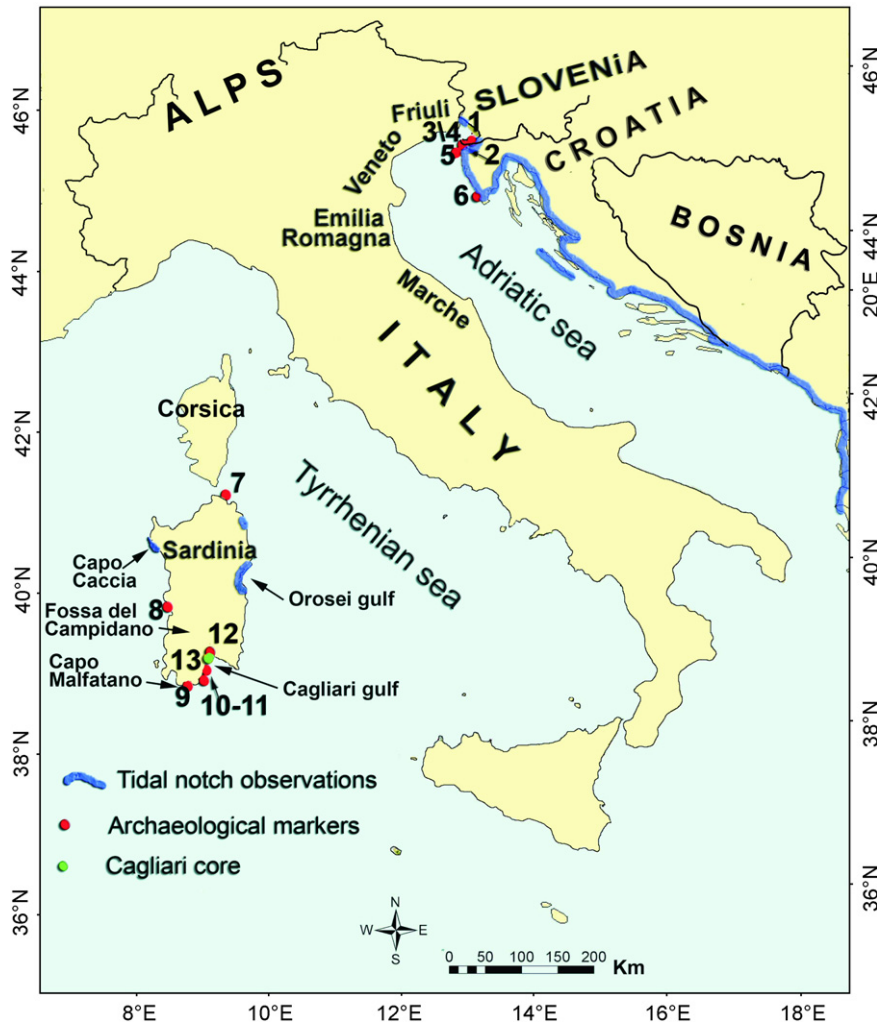 ALPS
SLOVENiA
Friuli
1
3\4
CROATIA
5
2
Veneto
6
Emilia
Romagna
BOSNIA
Adriatic sea
Marche
ITALY
Corsica
7
Tyrrhenian sea
Sardinia
Capo
Caccia
Orosei gulf
8
Fossa del
Campidano
12
13
Capo
Malfatano
Cagliari gulf
9
10-11
Tidal notch observations
Archaeological markers
Cagliari core
N
W
E
S
0 50 100 150 200
Km
46°N
44°N
42°N
40°N
38°N
36°N
46°N
44°N
20°E
42°N
40°N
38°N
36°N
8°E 10°E 12°E 14°E 16°E 18°E